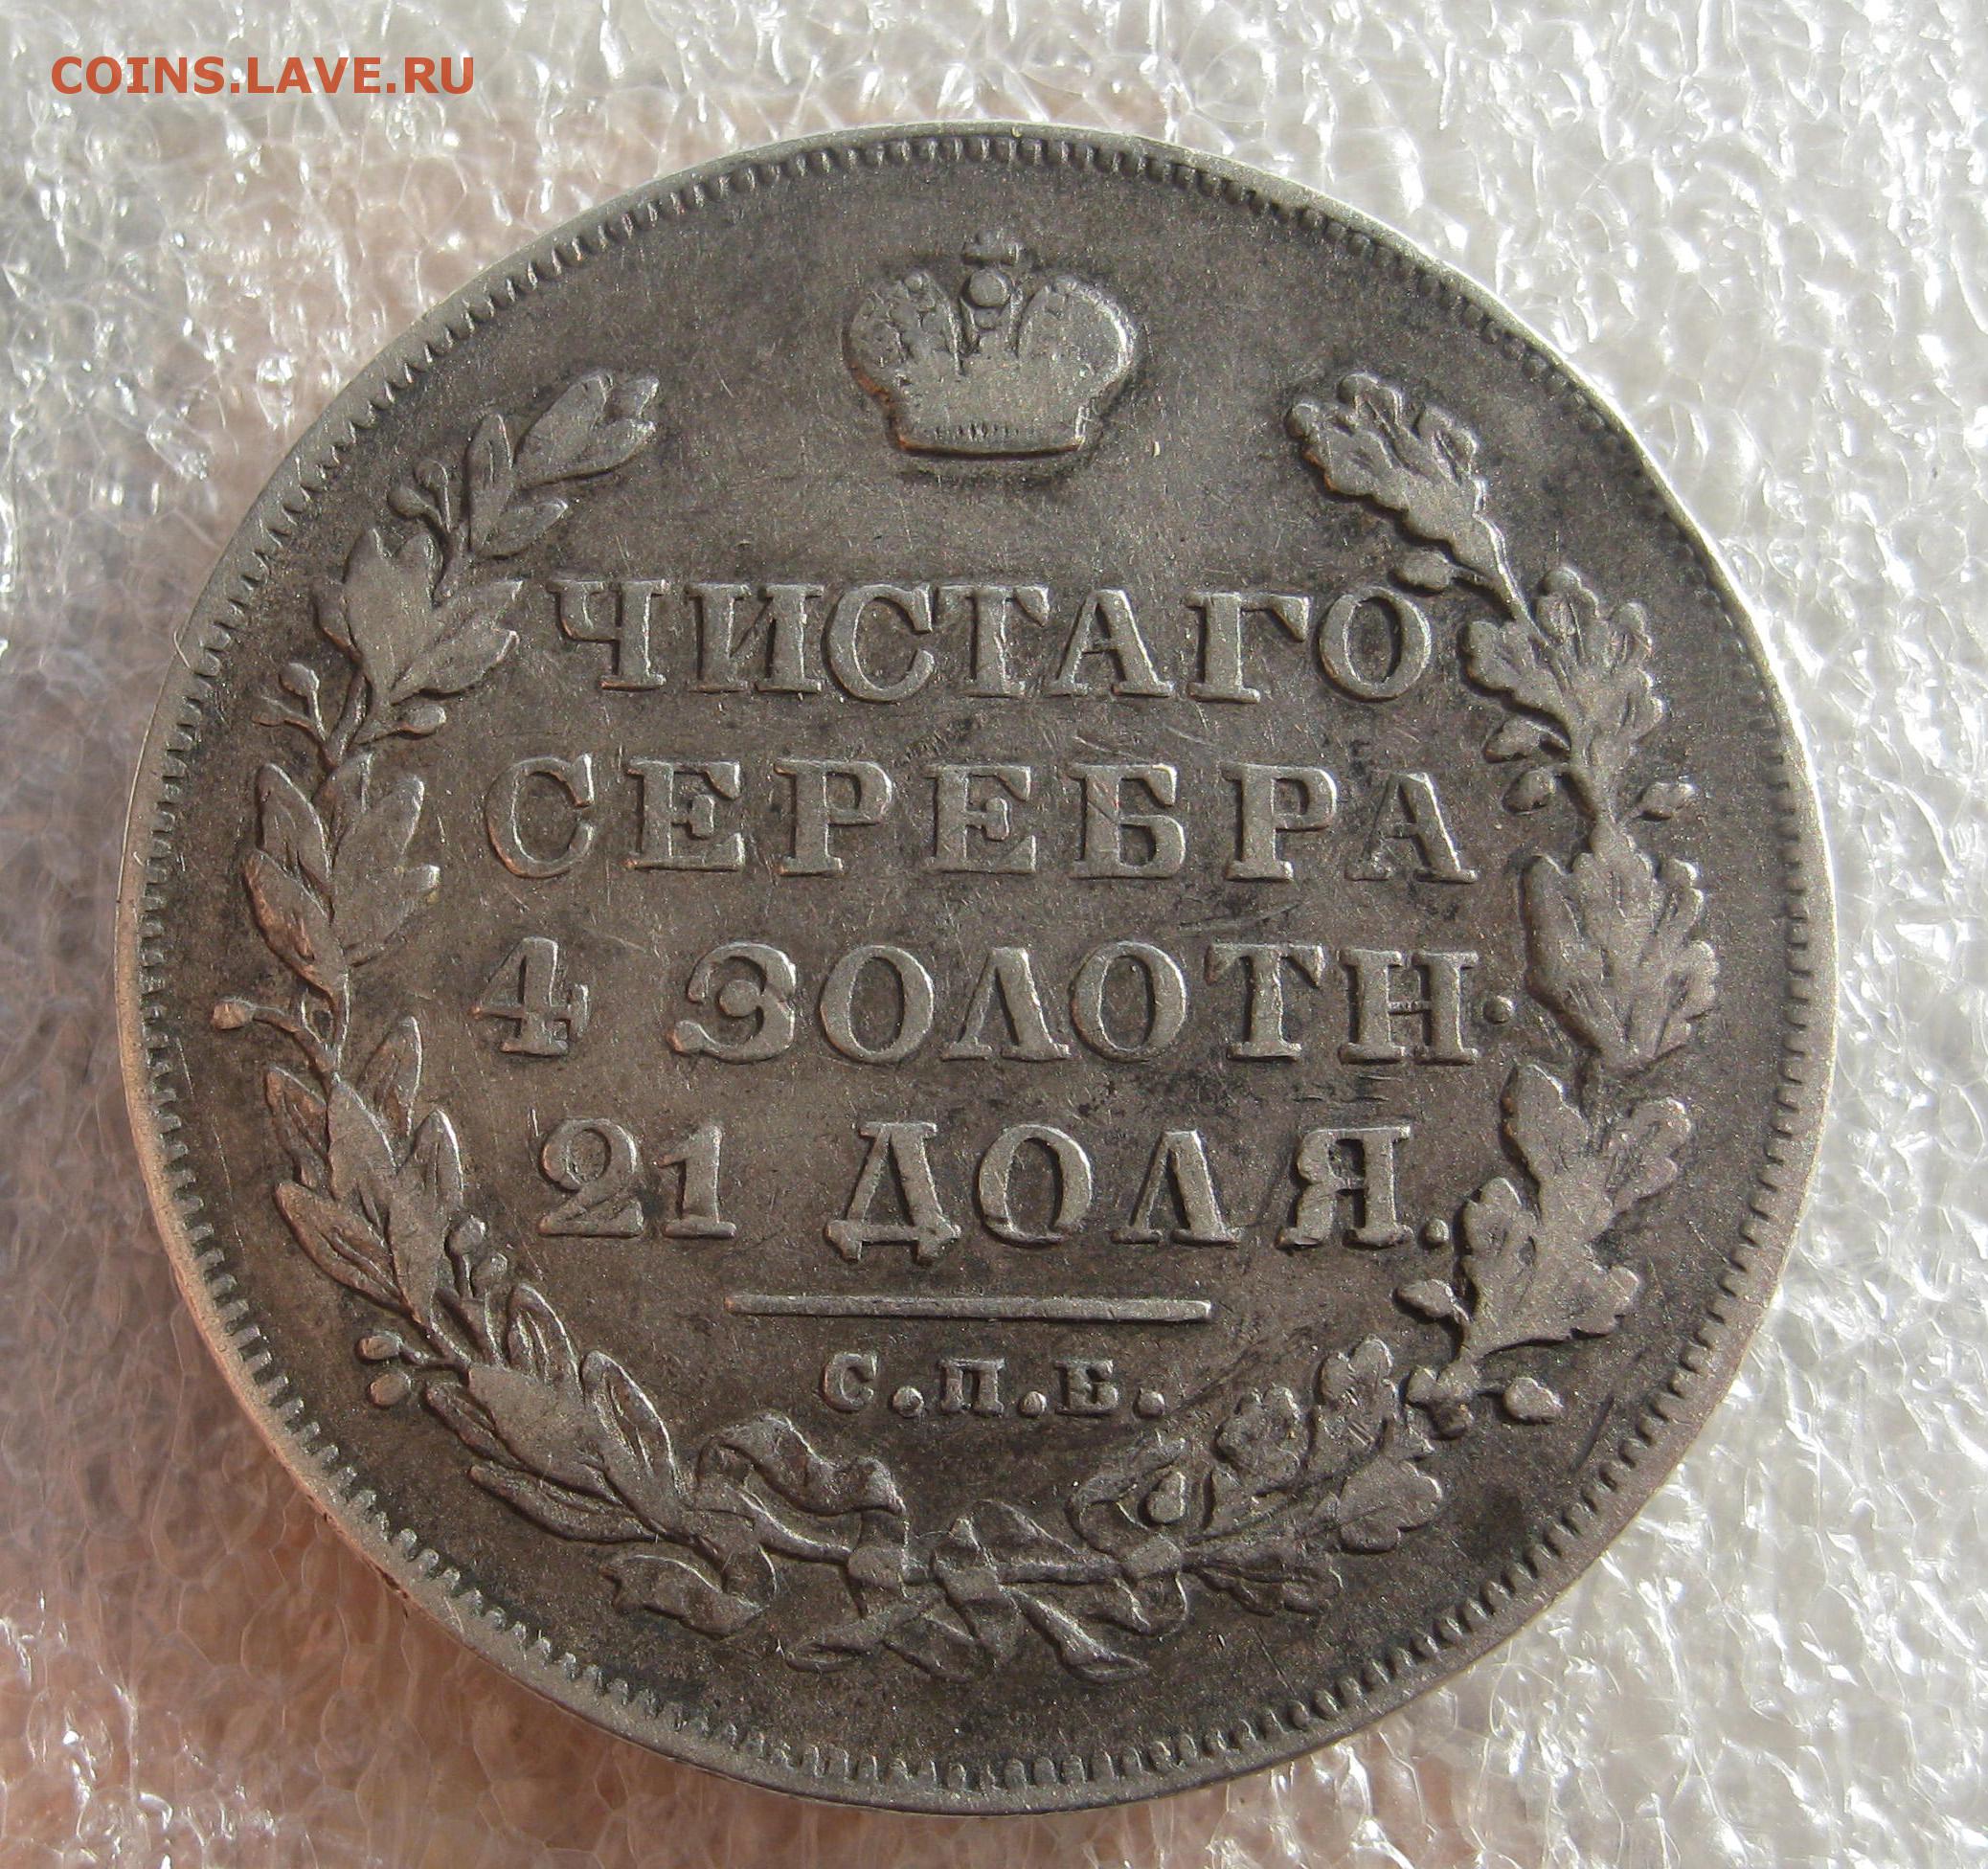 COINS.LAVE.RU
ЧИСТАГО
СЕРЕБРА
4 ЗОЛОТН.
21 ДОЛЯ.
С.П.Б.